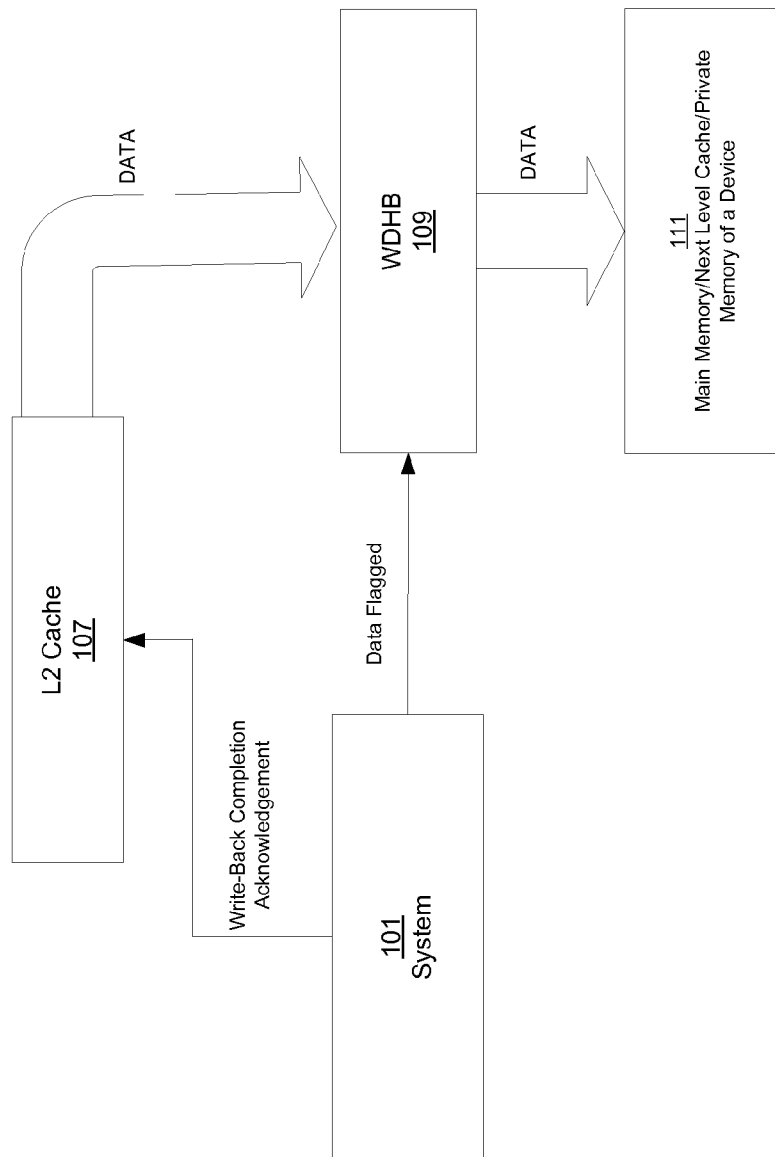 L2 Cache
107
DATA
Write-Back Completion
Acknowledgement
101
System
Data Flagged
WDHB
109
DATA
111
Main Memory/Next Level Cache/Private
Memory of a Device